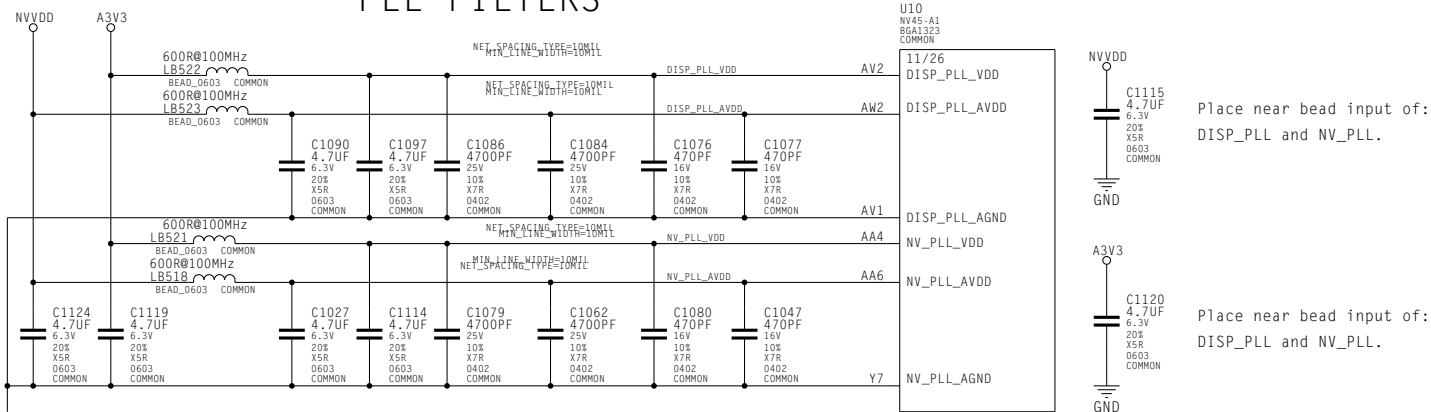 PLL FILTERS
NVVDD
A3V3
600R@100MHz
LB522
BEAD_0603 COMMON
600R@100MHz
LB523
BEAD_0603 COMMON
NET_SPACING_TYPE=10MIL
MIN_LINE_WIDTH=10MIL
NET_SPACING_TYPE=10MIL
MIN_LINE_WIDTH=10MIL
DISP_PLL_VDD
DISP_PLL_AVDD
AV2
AW2
U10
NV45-A1
BGA1323
COMMON
11/26
DISP_PLL_VDD
DISP_PLL_AVDD
C1090
4.7UF
6.3V
20%
X5R
0603
COMMON
C1097
4.7UF
6.3V
20%
X5R
0603
COMMON
C1086
4700PF
25V
10%
X7R
0402
COMMON
C1084
4700PF
25V
10%
X7R
0402
COMMON
C1076
470PF
16V
10%
X7R
0402
COMMON
C1077
470PF
16V
10%
X7R
0402
COMMON
AV1
DISP_PLL_AGND
600R@100MHz
LB521
BEAD_0603 COMMON
600R@100MHz
LB518
BEAD_0603 COMMON
NET_SPACING_TYPE=10MIL
MIN_LINE_WIDTH=10MIL
MIN_LINE_WIDTH=10MIL
NET_SPACING_TYPE=10MIL
NV_PLL_VDD
NV_PLL_AVDD
AA4
AA6
NV_PLL_VDD
NV_PLL_AVDD
C1124
4.7UF
6.3V
20%
X5R
0603
COMMON
C1119
4.7UF
6.3V
20%
X5R
0603
COMMON
C1027
4.7UF
6.3V
20%
X5R
0603
COMMON
C1114
4.7UF
6.3V
20%
X5R
0603
COMMON
C1079
4700PF
25V
10%
X7R
0402
COMMON
C1062
4700PF
25V
10%
X7R
0402
COMMON
C1080
470PF
16V
10%
X7R
0402
COMMON
C1047
470PF
16V
10%
X7R
0402
COMMON
Y7
NV_PLL_AGND
NVVDD
C1115
4.7UF
6.3V
20%
X5R
0603
COMMON
GND
Place near bead input of:
DISP_PLL and NV_PLL.
A3V3
C1120
4.7UF
6.3V
20%
X5R
0603
COMMON
GND
Place near bead input of:
DISP_PLL and NV_PLL.